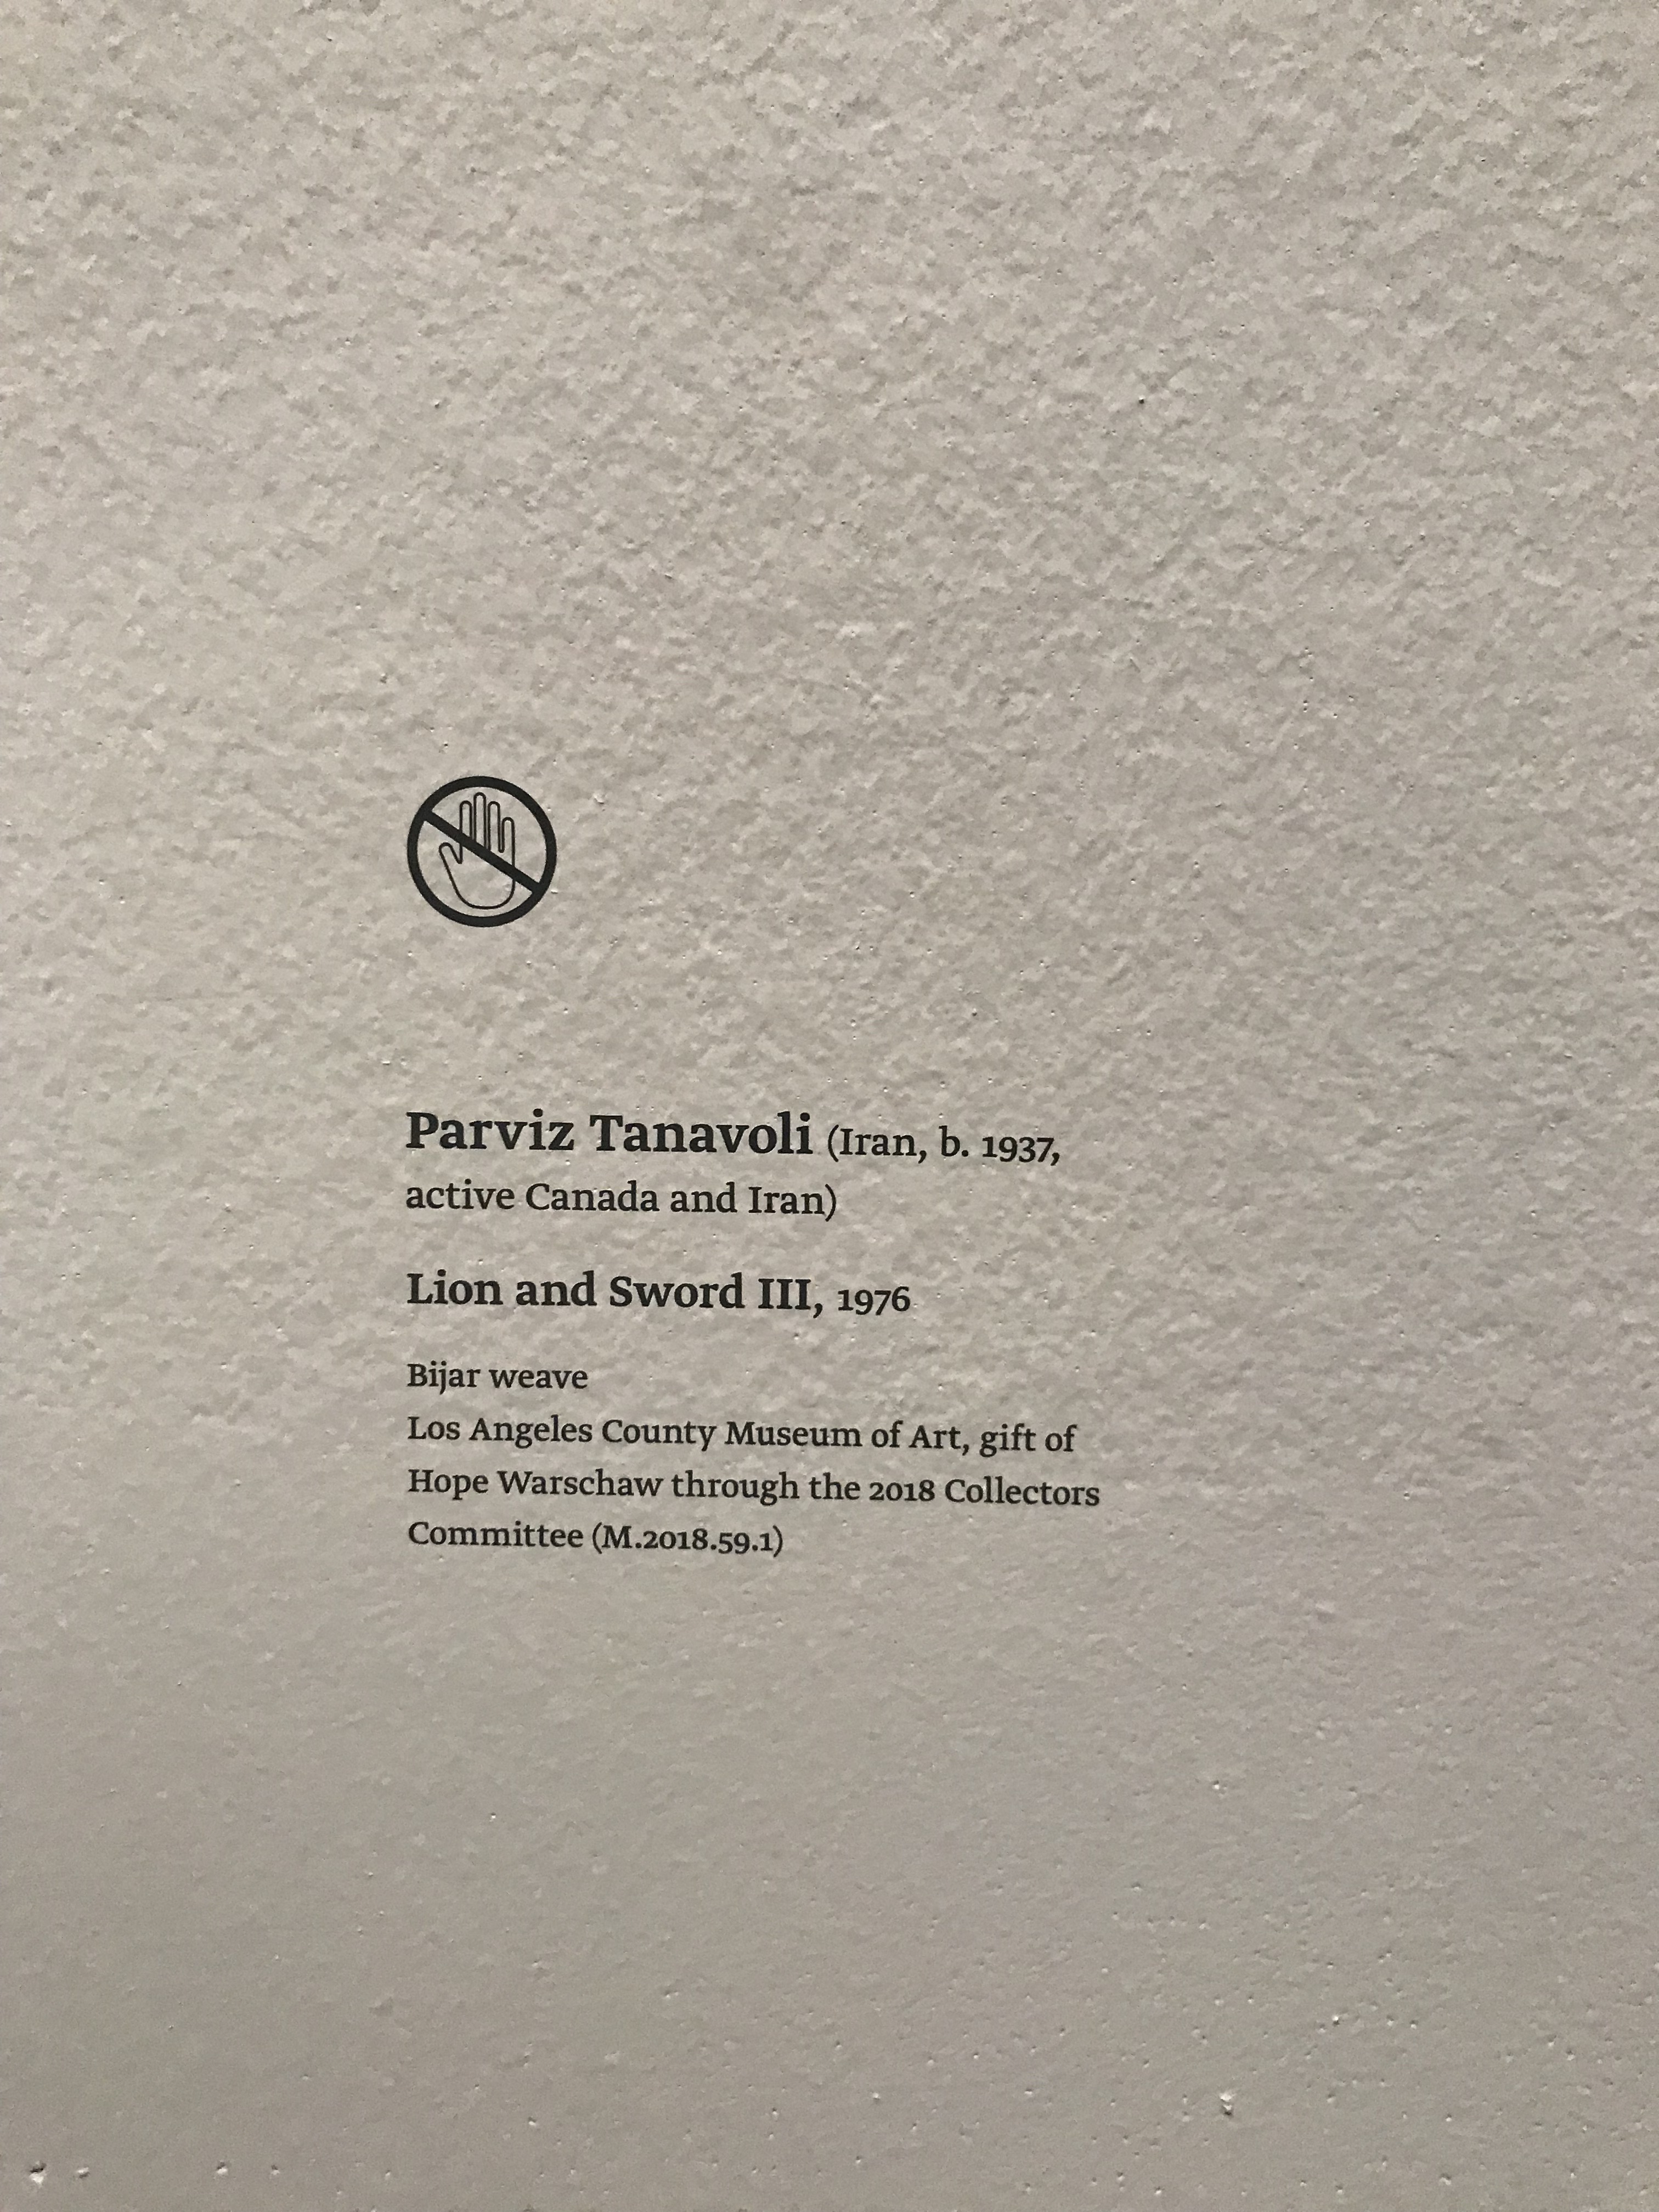 Parviz Tanavoli (Iran, b. 1937,
active Canada and Iran)
Lion and Sword III, 1976
Bijar weave
Los Angeles County Museum of Art, gift of
Hope Warschaw through the 2018 Collectors
Committee (M.2018.59.1)